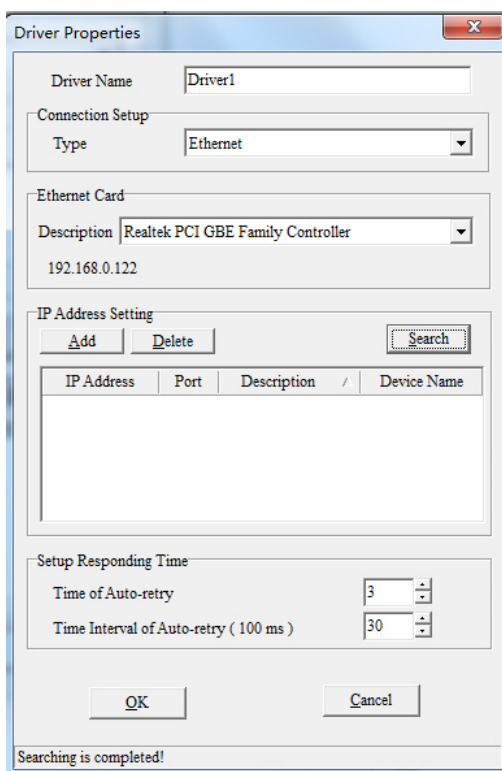 Driver Properties
Driver Name Driver1
Connection Setup
Type Ethernet
Ethernet Card
Description Realtek PCI GBE Family Controller
192.168.0.122
IP Address Setting
Add Delete Search
IP Address Port Description Device Name
Setup Responding Time
Time of Auto-retry 3
Time Interval of Auto-retry ( 100 ms ) 30
OK Cancel
Searching is completed!